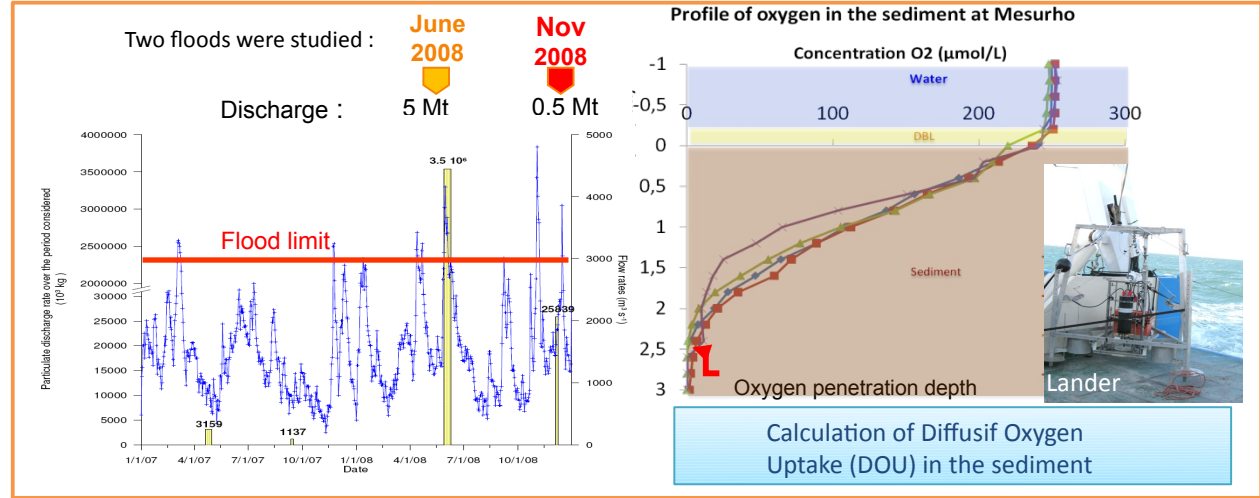 Two floods were studied :
June
2008
Nov
2008
Discharge :
5 Mt
0.5 Mt
4000000
3500000
3000000
2500000
2000000
30000
25000
20000
15000
10000
5000
0
Particulate discharge rate over the period considered
(10³ kg)
5000
4000
3000
2000
1000
0
Flow rates (m³ s⁻¹)
3.5 10⁶
Flood limit
25839
3159
1137
1/1/07
4/1/07
7/1/07
10/1/07
1/1/08
4/1/08
7/1/08
10/1/08
Date
Profile of oxygen in the sediment at Mesurho
Concentration O2 (µmol/L)
Water
0
100
200
300
DBL
Sediment
-1
-0,5
0
0,5
1
1,5
2
2,5
3
Oxygen penetration depth
Lander
Calculation of Diffusif Oxygen
Uptake (DOU) in the sediment